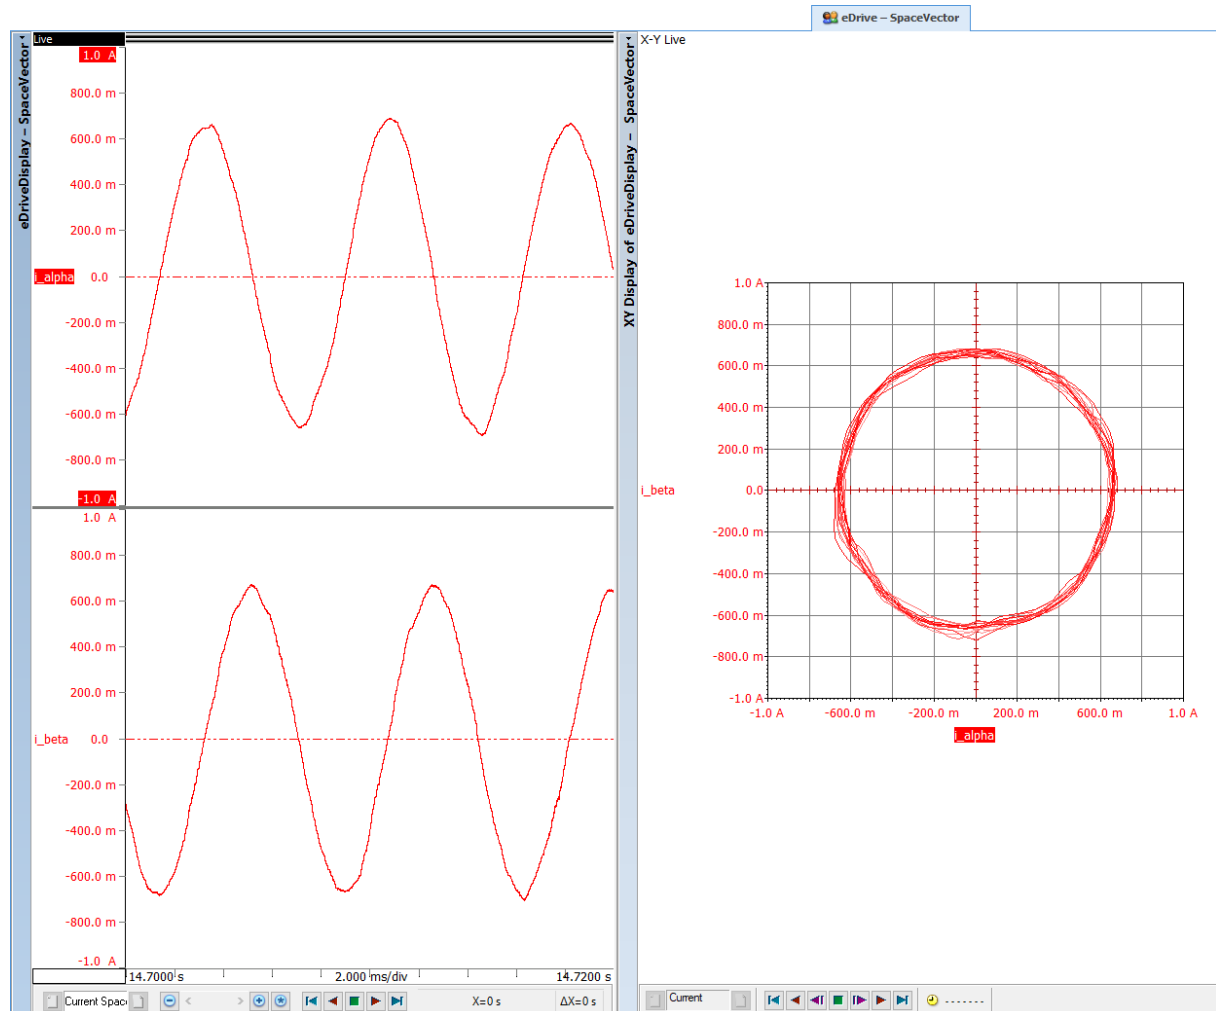 eDrive – SpaceVector
eDriveDisplay – SpaceVector
Live
1.0 A
800.0 m
600.0 m
400.0 m
200.0 m
i_alpha 0.0
-200.0 m
-400.0 m
-600.0 m
-800.0 m
-1.0 A
1.0 A
800.0 m
600.0 m
400.0 m
200.0 m
i_beta 0.0
-200.0 m
-400.0 m
-600.0 m
-800.0 m
-1.0 A
14.7000 s 2.000 ms/div 14.7200 s
Current Spac
X=0 s ΔX=0 s
XY Display of eDriveDisplay – SpaceVector
X-Y Live
1.0 A
800.0 m
600.0 m
400.0 m
200.0 m
i_beta 0.0
-200.0 m
-400.0 m
-600.0 m
-800.0 m
-1.0 A
-1.0 A -600.0 m -200.0 m 200.0 m 600.0 m 1.0 A
i_alpha
Current
-------